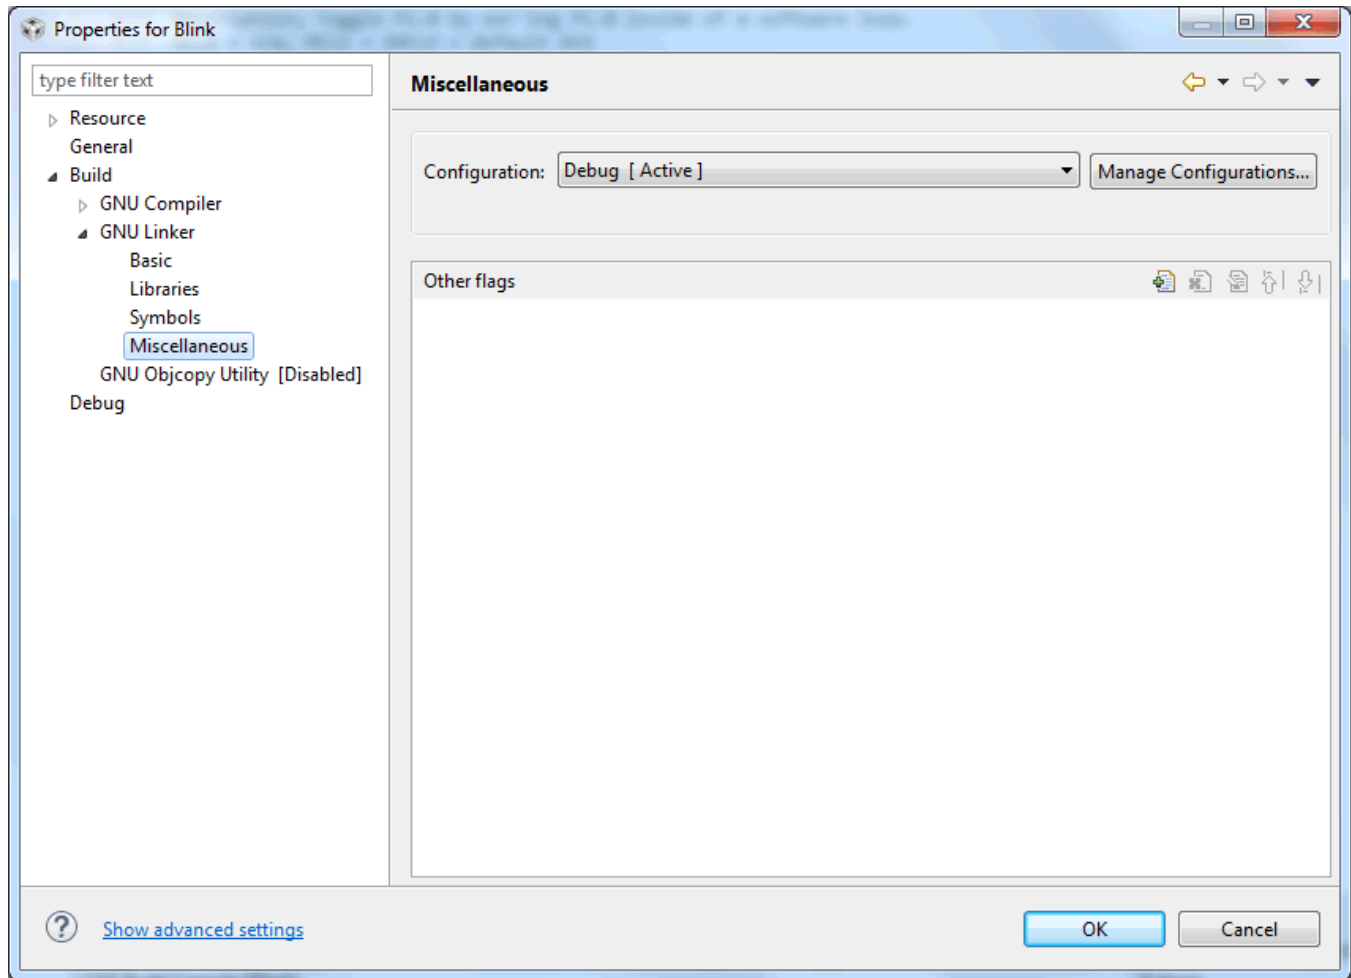 Properties for Blink
type filter text
Resource
General
Build
GNU Compiler
GNU Linker
Basic
Libraries
Symbols
Miscellaneous
GNU Objcopy Utility [Disabled]
Debug
Miscellaneous
Configuration:
Debug [ Active ]
Manage Configurations...
Other flags
Show advanced settings
OK
Cancel